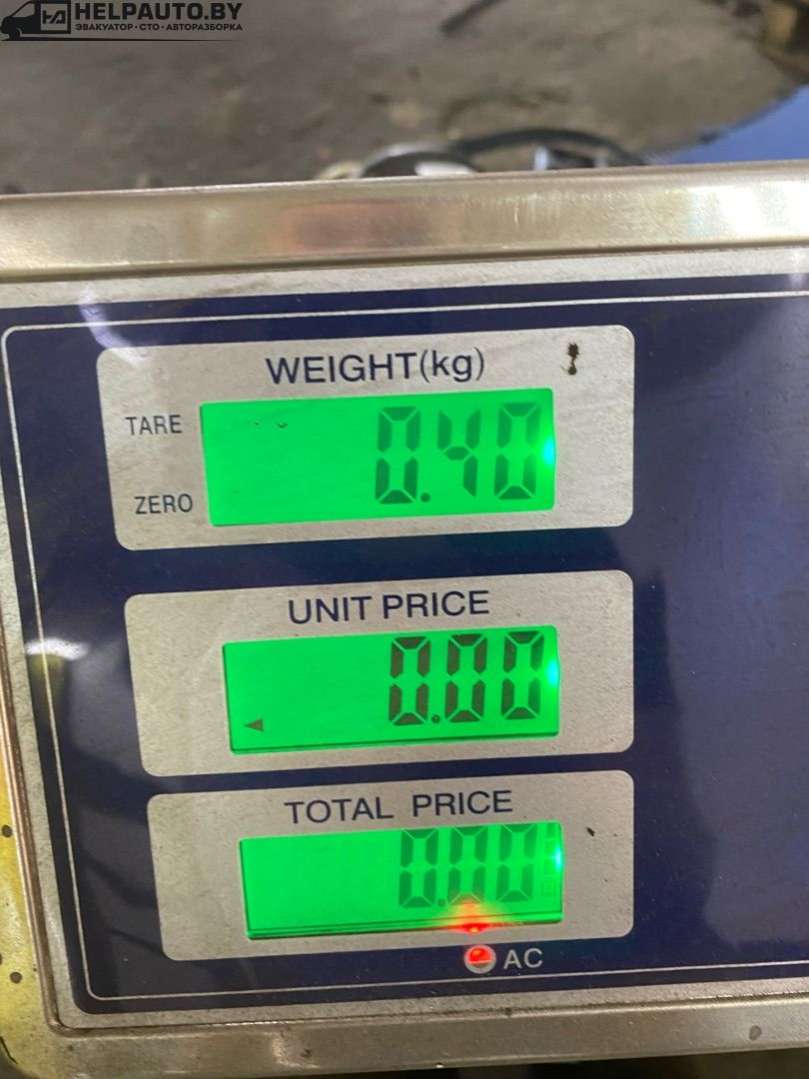 HELPAUTO.BY
ЭВАКУАТОР • СТО • АВТОРАЗБОРКА
WEIGHT(kg)
TARE
0.40
ZERO
UNIT PRICE
0.00
TOTAL PRICE
0.00
AC